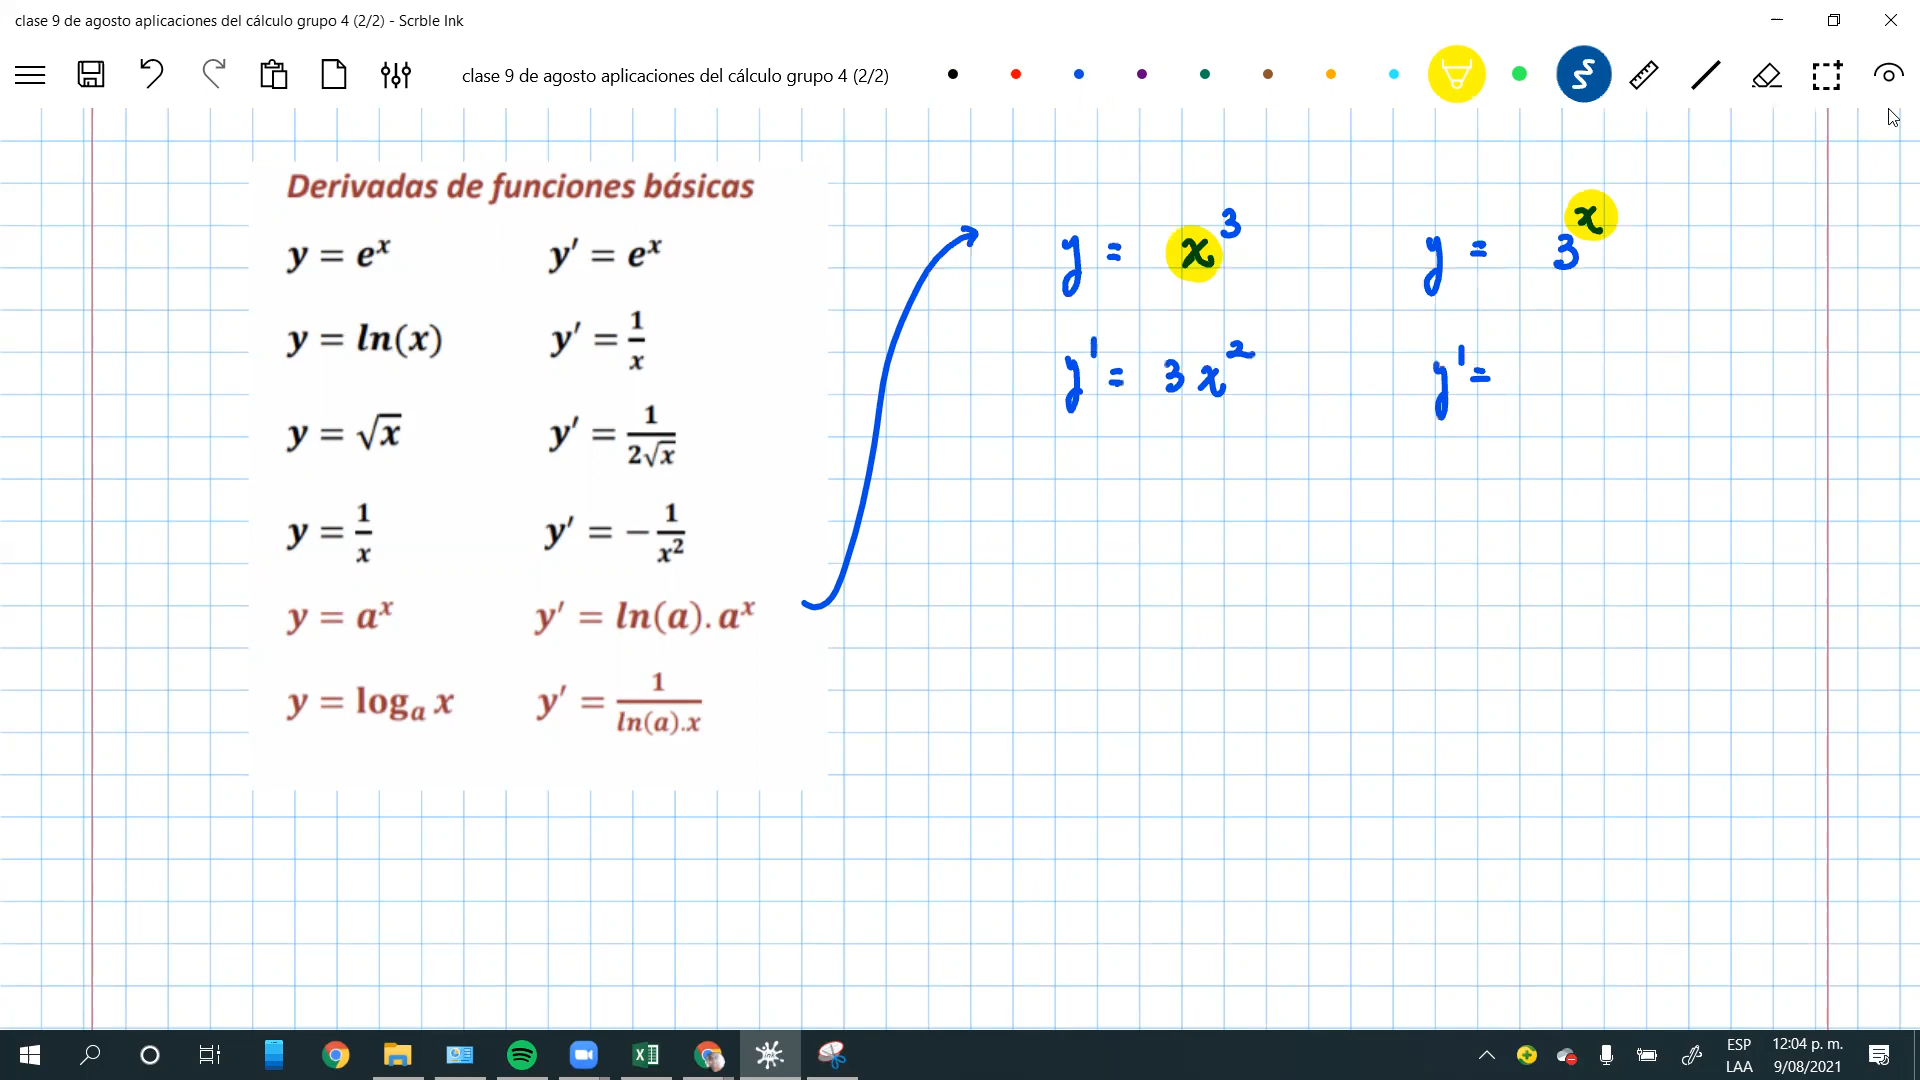 clase 9 de agosto aplicaciones del cálculo grupo 4 (2/2) - Scrble Ink
clase 9 de agosto aplicaciones del cálculo grupo 4 (2/2)
Derivadas de funciones básicas
y = e^x y' = e^x
y = ln(x) y' = 1/x
y = √x y' = 1/(2√x)
y = 1/x y' = -1/x²
y = a^x y' = ln(a).a^x
y = log_a x y' = 1/(ln(a).x)
y = x³ y = 3^x
y' = 3x² y' =
ESP
LAA
12:04 p. m.
9/08/2021